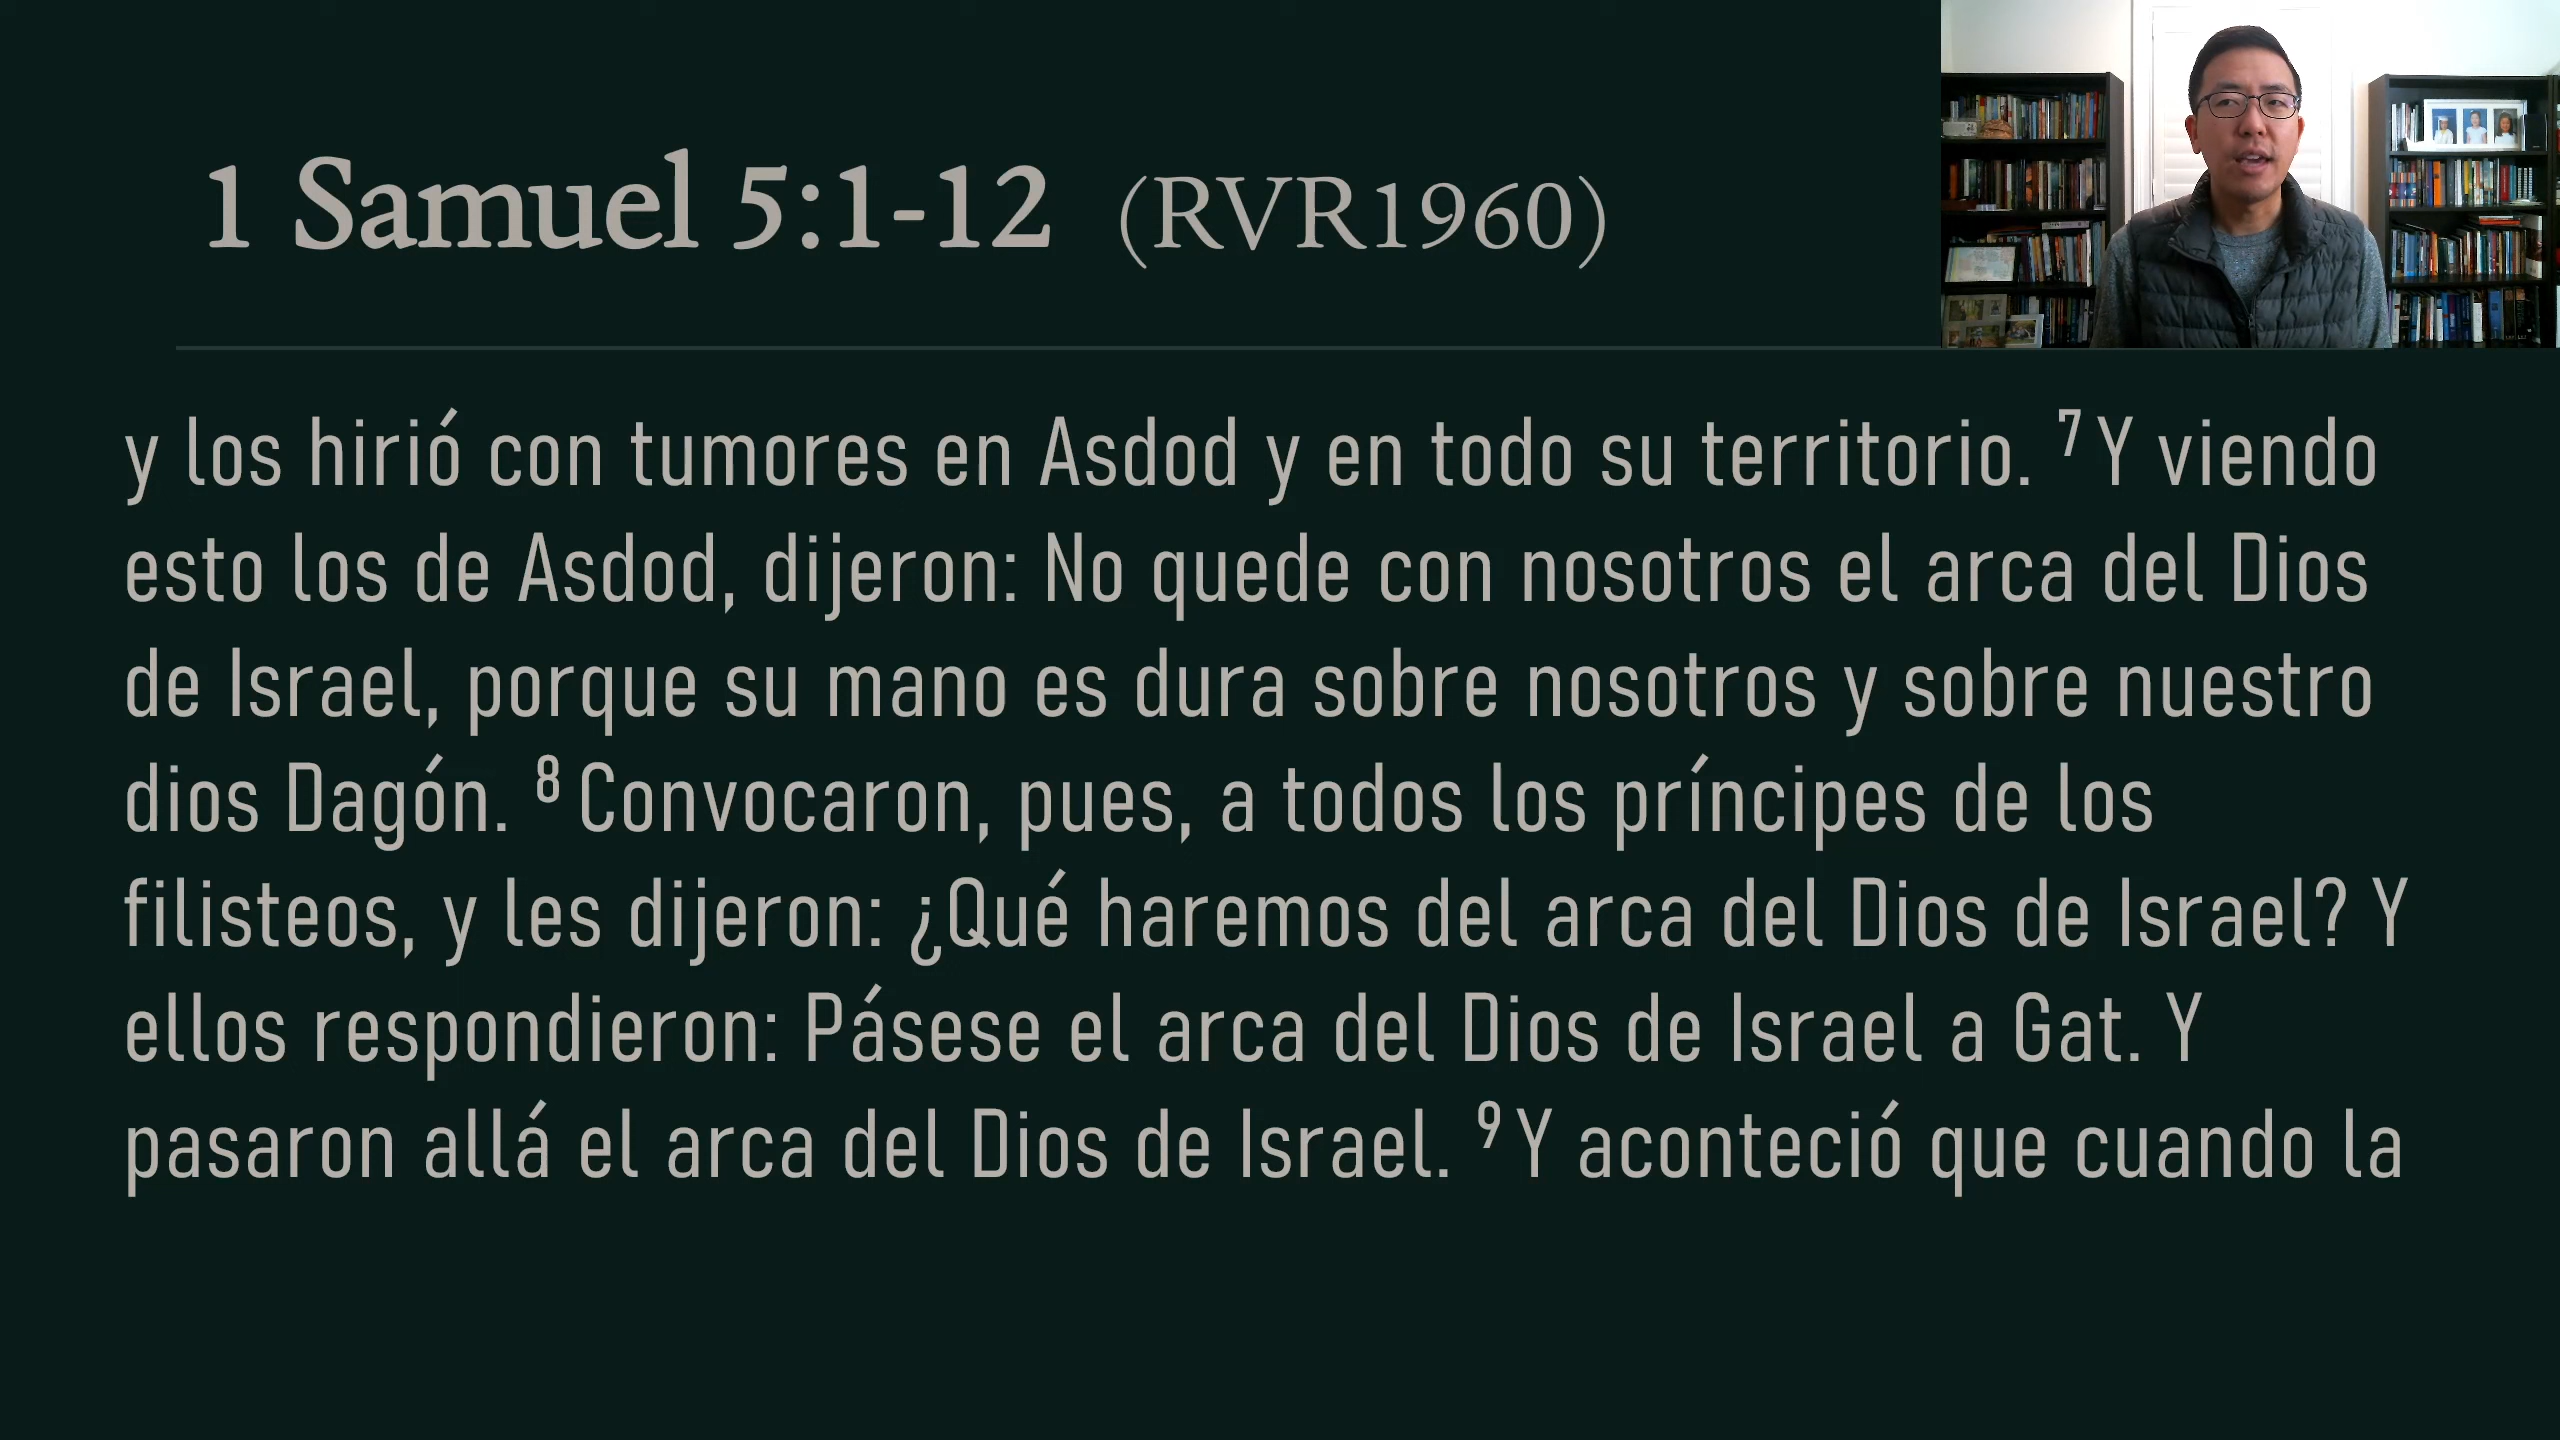 1 Samuel 5:1-12 (RVR1960)
y los hirió con tumores en Asdod y en todo su territorio. ⁷ Y viendo
esto los de Asdod, dijeron: No quede con nosotros el arca del Dios
de Israel, porque su mano es dura sobre nosotros y sobre nuestro
dios Dagón. ⁸ Convocaron, pues, a todos los príncipes de los
filisteos, y les dijeron: ¿Qué haremos del arca del Dios de Israel? Y
ellos respondieron: Pásese el arca del Dios de Israel a Gat. Y
pasaron allá el arca del Dios de Israel. ⁹ Y aconteció que cuando la